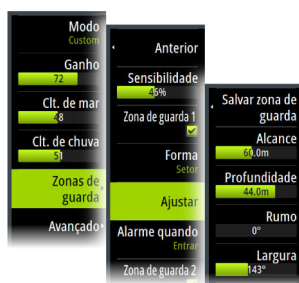 Modo
Custom
Ganho
72
Clt. de mar
48
Clt. de chuva
51
Zonas de
guarda
Avançado
Anterior
Sensibilidade
46%
Zona de guarda 1
Forma
Setor
Ajustar
Alarme quando
Entrar
Zona de guarda 2
Salvar zona de
guarda
Alcance
60.0m
Profundidade
44.0m
Rumo
0°
Largura
143°